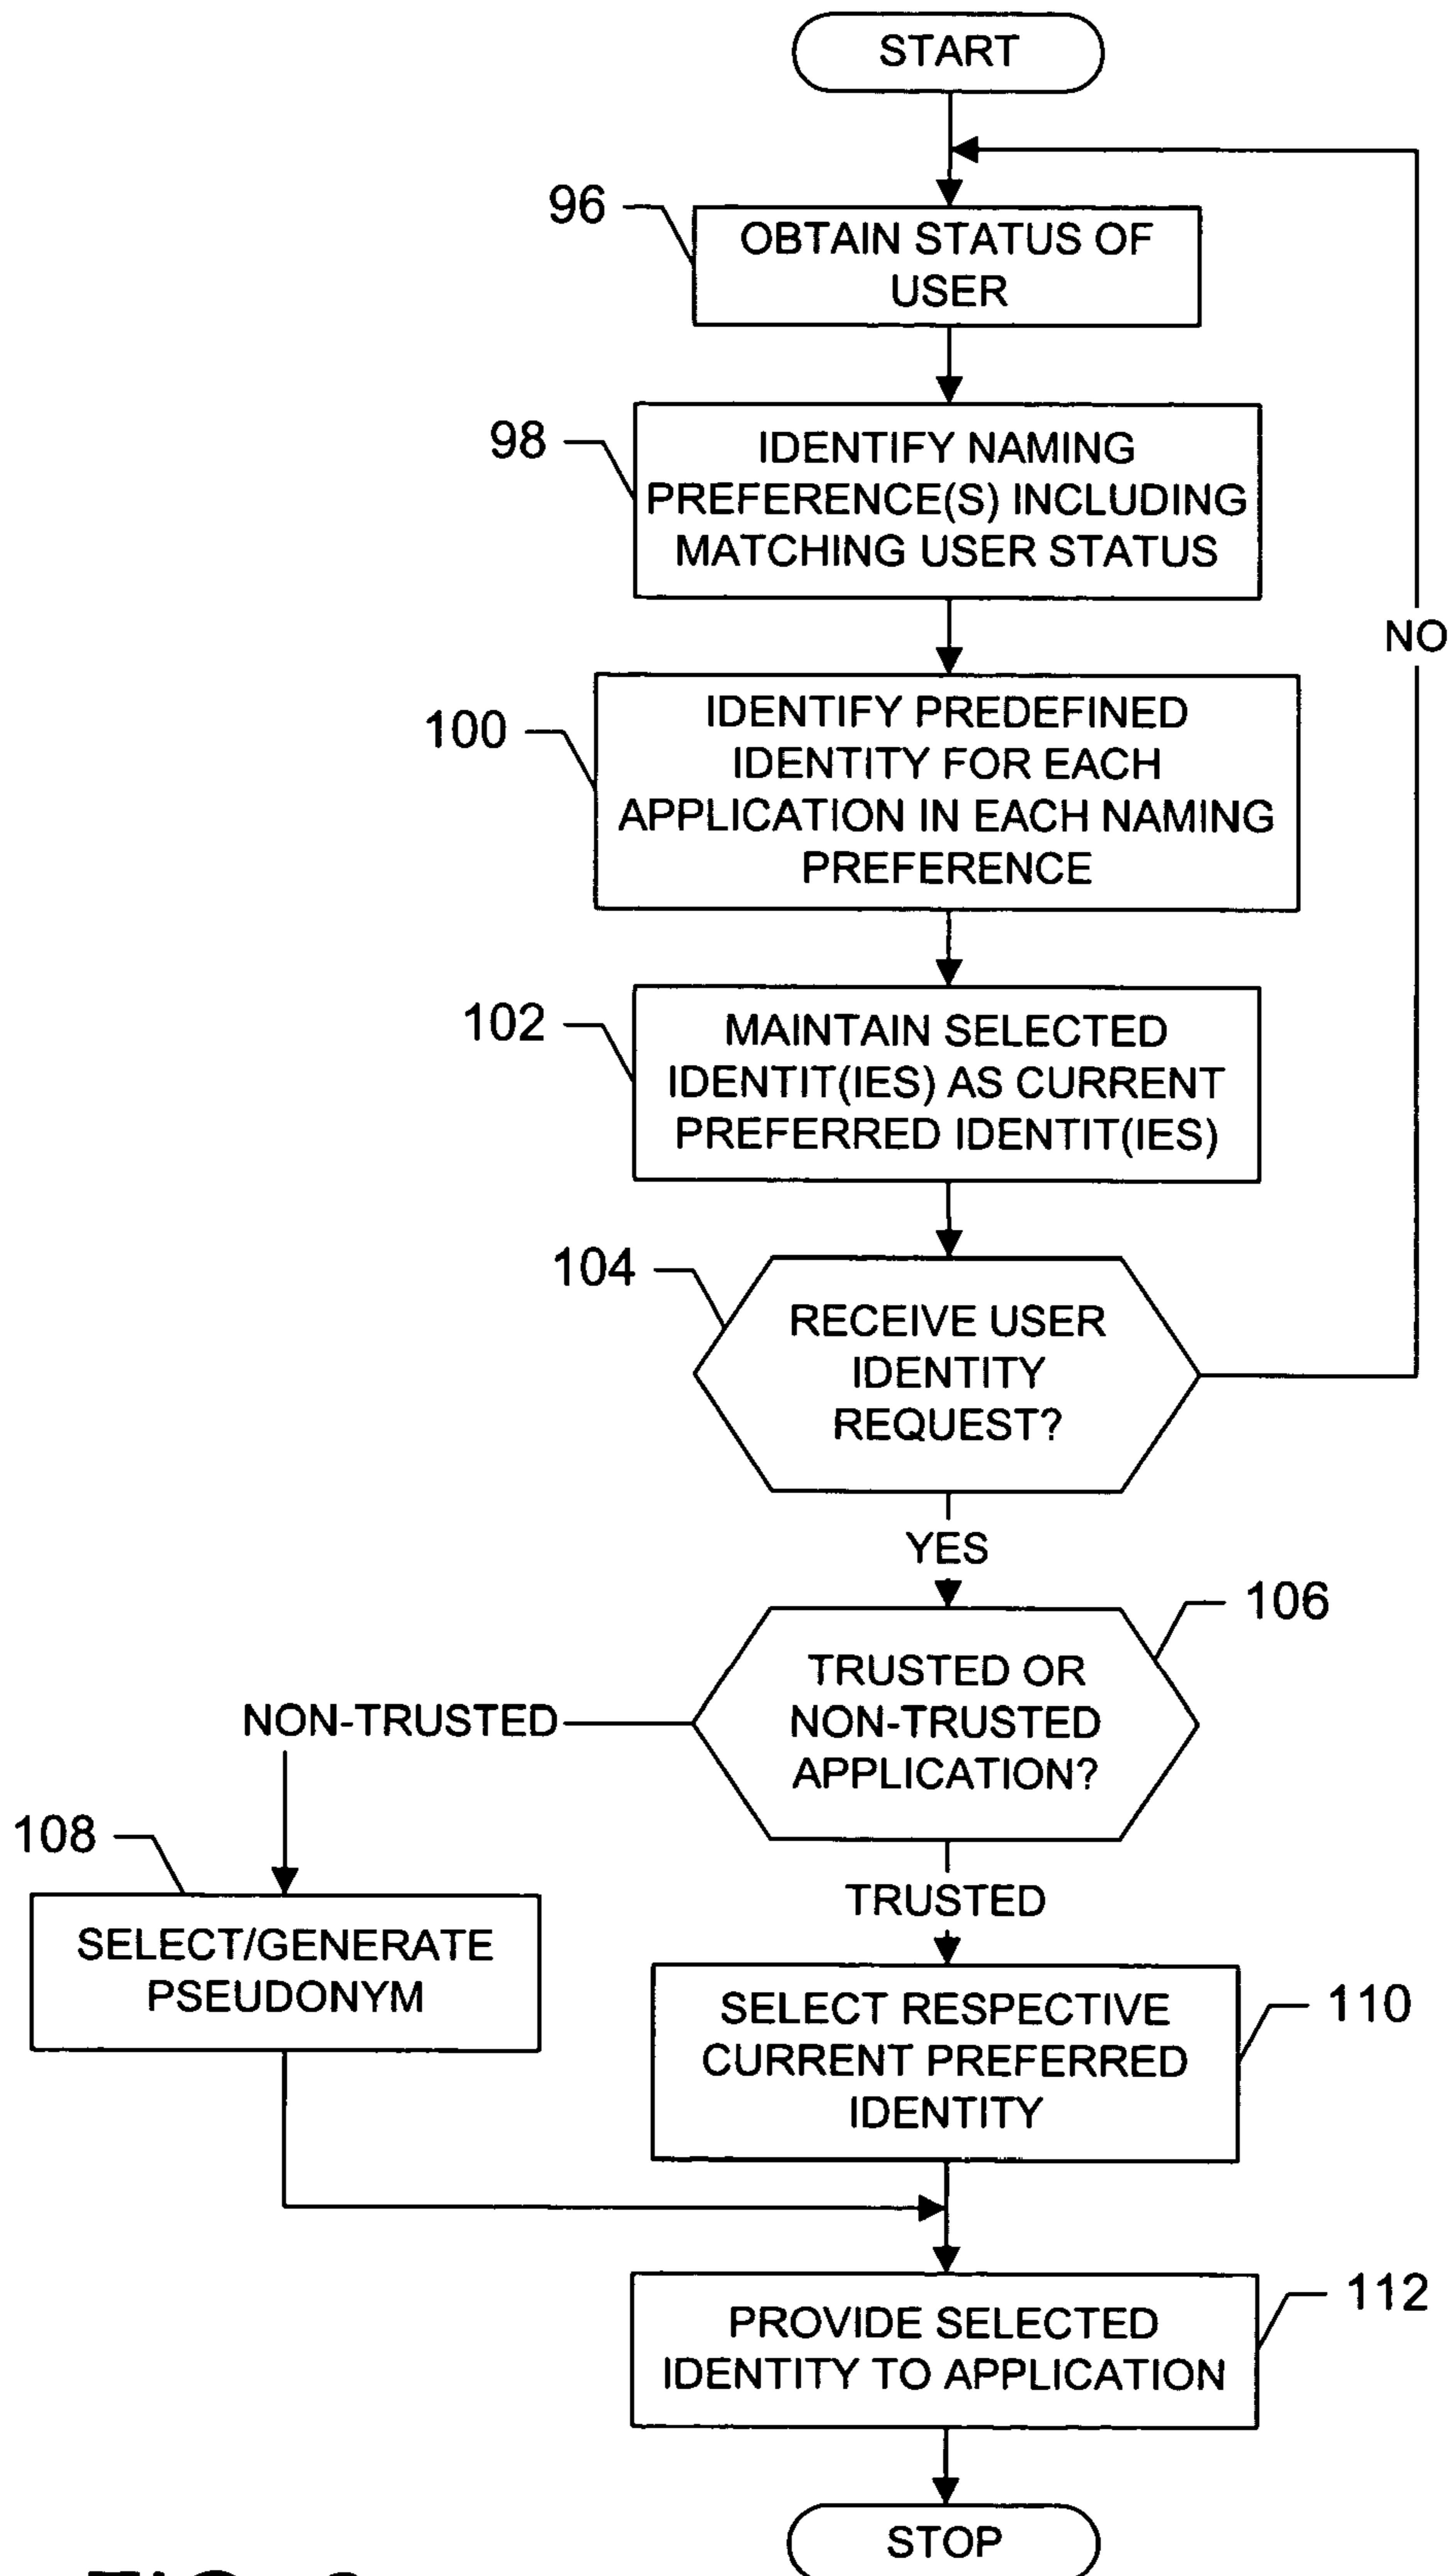 START
96
OBTAIN STATUS OF
USER
98
IDENTIFY NAMING
PREFERENCE(S) INCLUDING
MATCHING USER STATUS
NO
100
IDENTIFY PREDEFINED
IDENTITY FOR EACH
APPLICATION IN EACH NAMING
PREFERENCE
102
MAINTAIN SELECTED
IDENTIT(IES) AS CURRENT
PREFERRED IDENTIT(IES)
104
RECEIVE USER
IDENTITY
REQUEST?
YES
106
TRUSTED OR
NON-TRUSTED
APPLICATION?
NON-TRUSTED
108
TRUSTED
SELECT/GENERATE
PSEUDONYM
110
SELECT RESPECTIVE
CURRENT PREFERRED
IDENTITY
112
PROVIDE SELECTED
IDENTITY TO APPLICATION
STOP